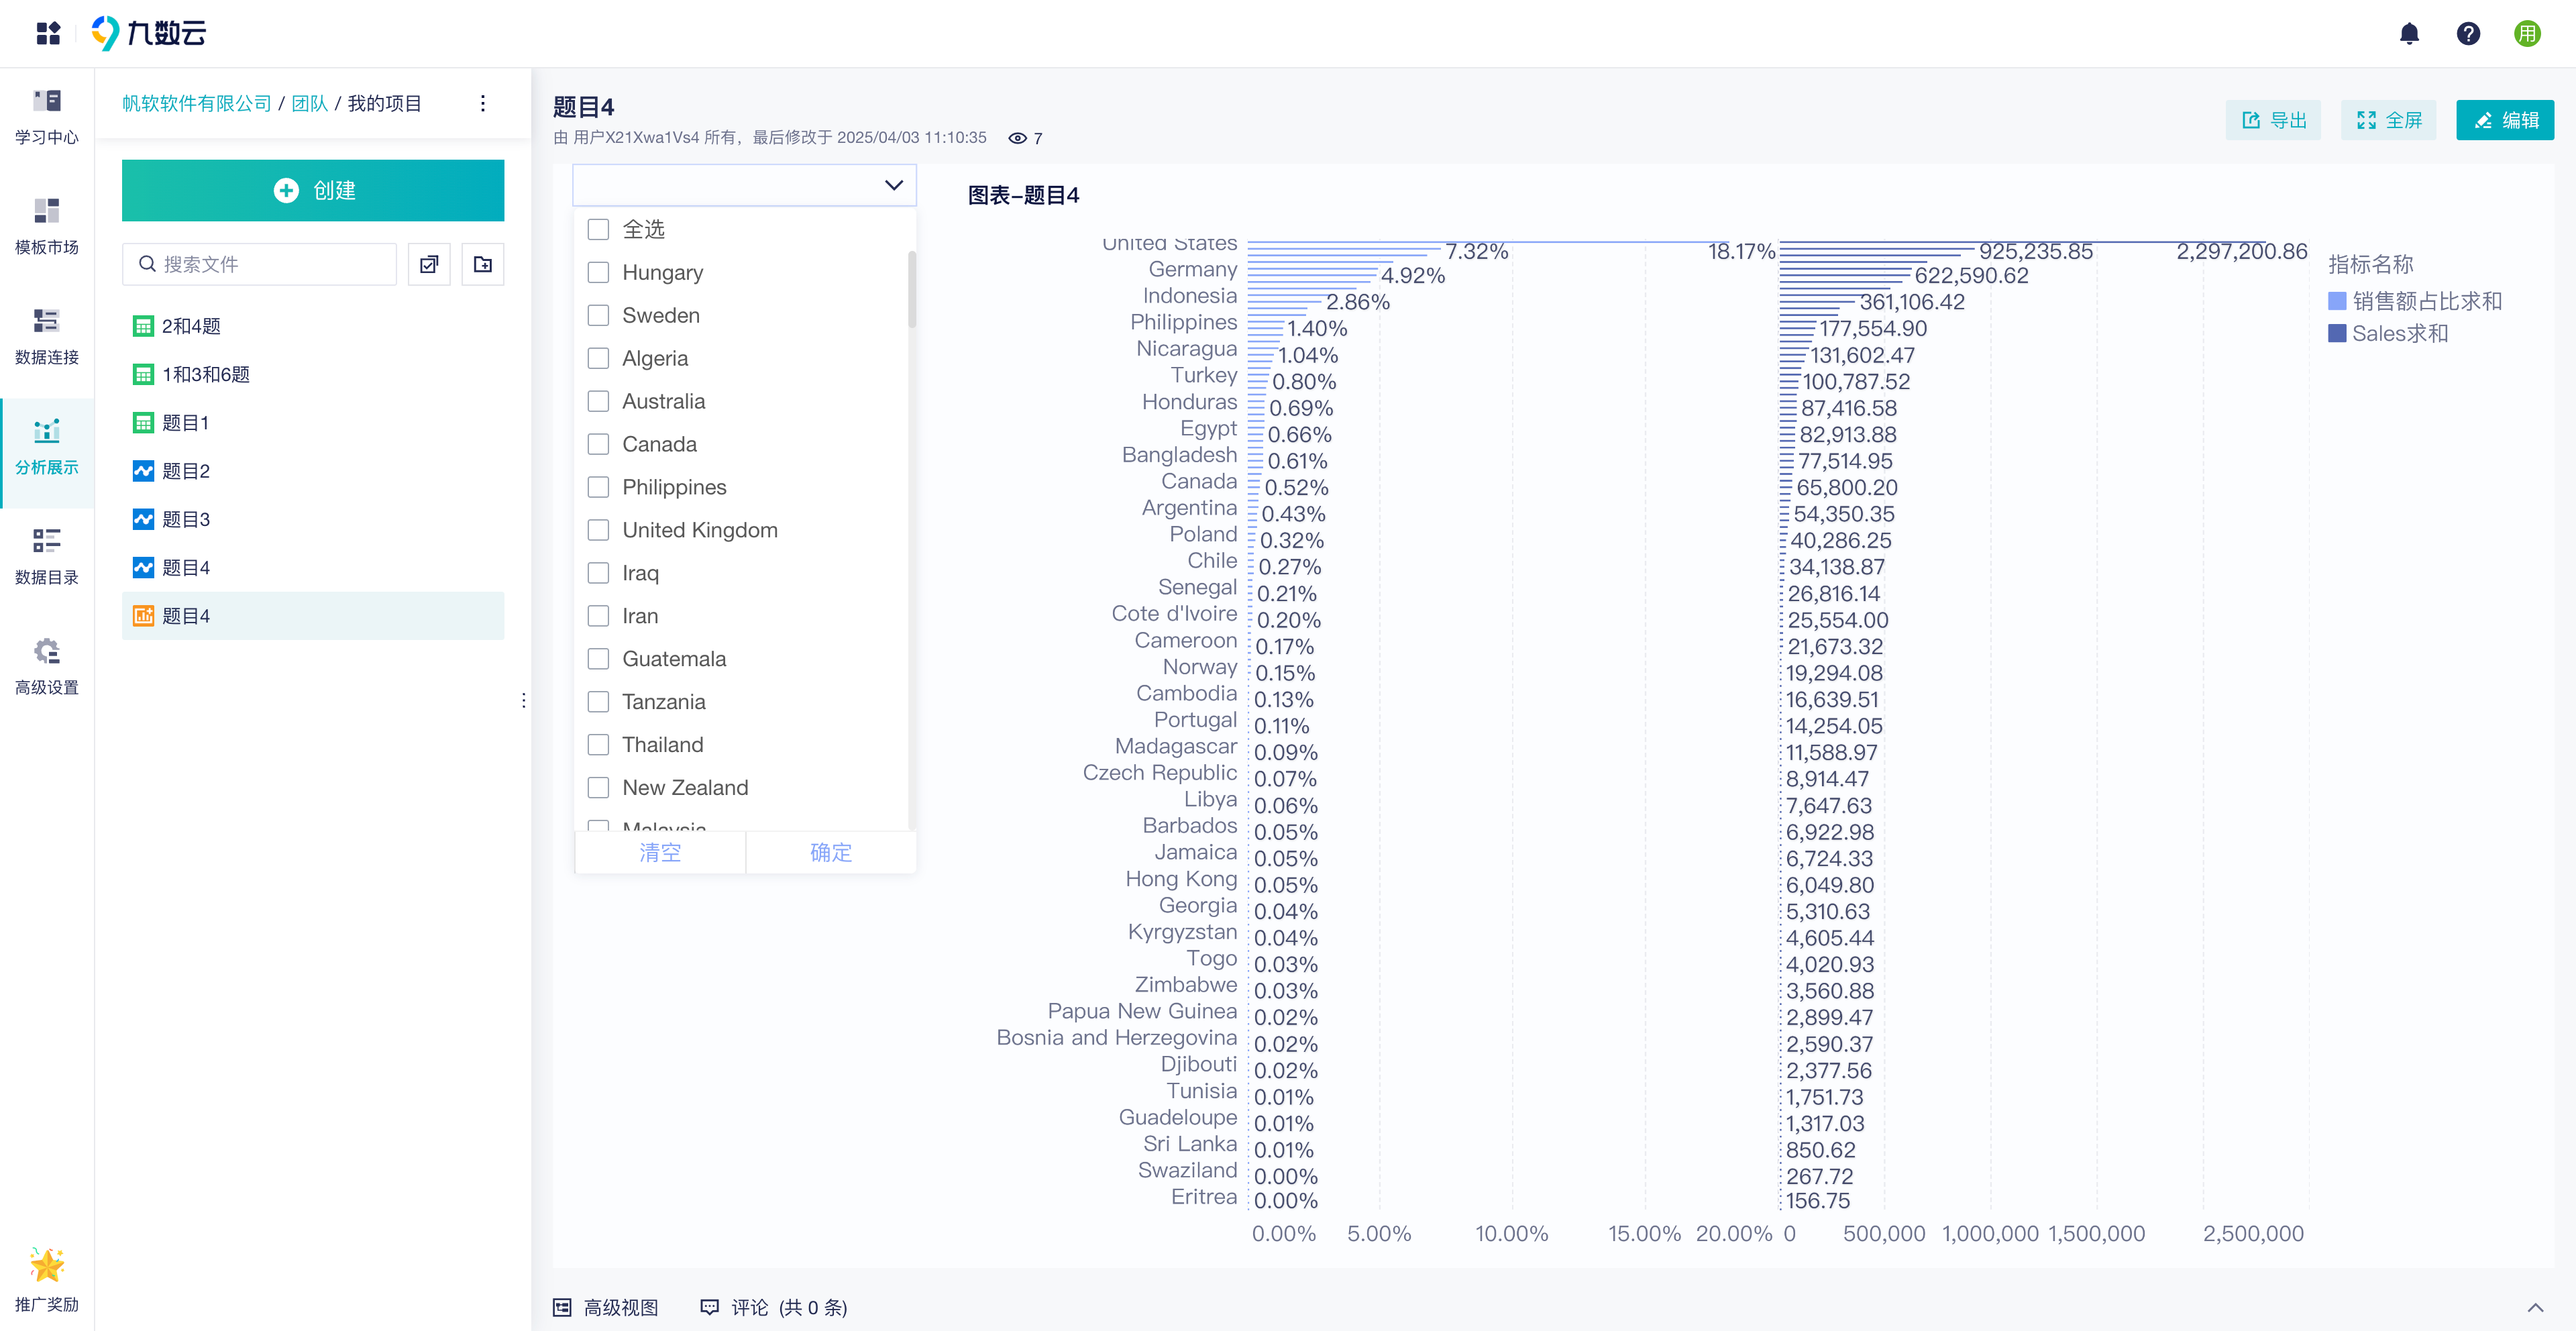 九数云
用
学习中心
模板市场
数据连接
分析展示
数据目录
高级设置
推广奖励
帆软软件有限公司 / 团队 / 我的项目
创建
搜索文件
2和4题
1和3和6题
题目1
题目2
题目3
题目4
题目4
题目4
由 用户X21Xwa1Vs4 所有，最后修改于 2025/04/03 11:10:35 7
导出
全屏
编辑
全选
Hungary
Sweden
Algeria
Australia
Canada
Philippines
United Kingdom
Iraq
Iran
Guatemala
Tanzania
Thailand
New Zealand
Malaysia
清空
确定
图表-题目4
United States 7.32% 18.17% 925,235.85 2,297,200.86
Germany 4.92% 622,590.62
Indonesia 2.86% 361,106.42
Philippines 1.40% 177,554.90
Nicaragua 1.04% 131,602.47
Turkey 0.80% 100,787.52
Honduras 0.69% 87,416.58
Egypt 0.66% 82,913.88
Bangladesh 0.61% 77,514.95
Canada 0.52% 65,800.20
Argentina 0.43% 54,350.35
Poland 0.32% 40,286.25
Chile 0.27% 34,138.87
Senegal 0.21% 26,816.14
Cote d'Ivoire 0.20% 25,554.00
Cameroon 0.17% 21,673.32
Norway 0.15% 19,294.08
Cambodia 0.13% 16,639.51
Portugal 0.11% 14,254.05
Madagascar 0.09% 11,588.97
Czech Republic 0.07% 8,914.47
Libya 0.06% 7,647.63
Barbados 0.05% 6,922.98
Jamaica 0.05% 6,724.33
Hong Kong 0.05% 6,049.80
Georgia 0.04% 5,310.63
Kyrgyzstan 0.04% 4,605.44
Togo 0.03% 4,020.93
Zimbabwe 0.03% 3,560.88
Papua New Guinea 0.02% 2,899.47
Bosnia and Herzegovina 0.02% 2,590.37
Djibouti 0.02% 2,377.56
Tunisia 0.01% 1,751.73
Guadeloupe 0.01% 1,317.03
Sri Lanka 0.01% 850.62
Swaziland 0.00% 267.72
Eritrea 0.00% 156.75
0.00% 5.00% 10.00% 15.00% 20.00% 0 500,000 1,000,000 1,500,000 2,500,000
指标名称
销售额占比求和
Sales求和
高级视图
评论 (共 0 条)